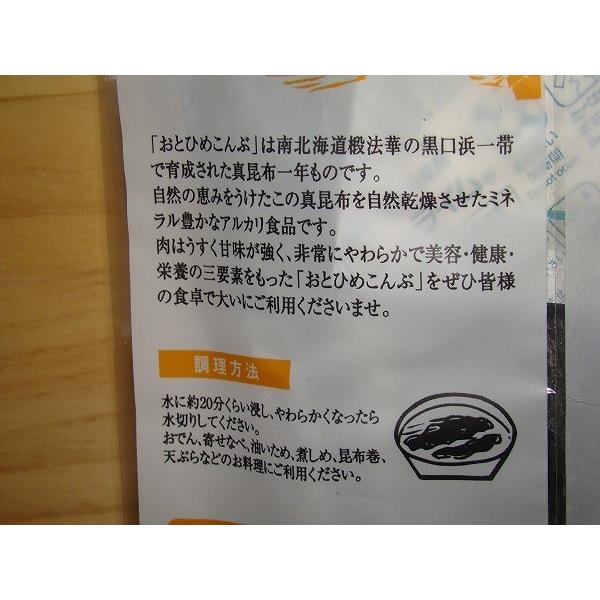 「おとひめこんぶ」は南北海道椴法華の黒口浜一帯
で育成された真昆布一年ものです。
自然の恵みをうけたこの真昆布を自然乾燥させたミネ
ラル豊かなアルカリ食品です。
肉はうすく甘味が強く、非常にやわらかで美容・健康・
栄養の三要素をもった「おとひめこんぶ」をぜひ皆様
の食卓で大いにご利用くださいませ。
調理方法
水に約20分くらい浸し、やわらかくなったら
水切りしてください。
おでん、寄せなべ、油いため、煮しめ、昆布巻、
天ぷらなどのお料理にご利用ください。